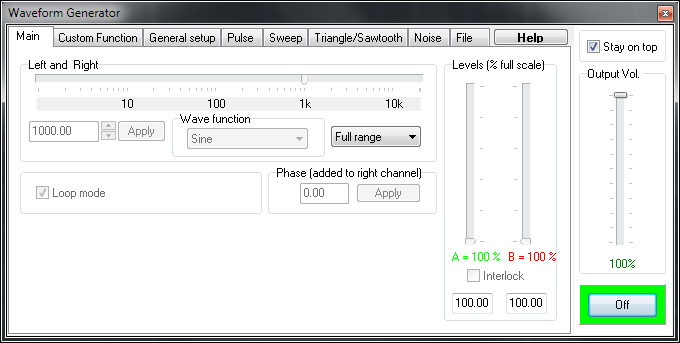 Waveform Generator
Main Custom Function General setup Pulse Sweep Triangle/Sawtooth Noise File Help
Stay on top
Left and Right
Levels (% full scale)
Output Vol.
10 100 1k 10k
Wave function
1000.00 Apply Sine Full range
Phase (added to right channel)
Loop mode
0.00 Apply
A = 100 % B = 100 %
100%
Interlock
100.00 100.00
Off